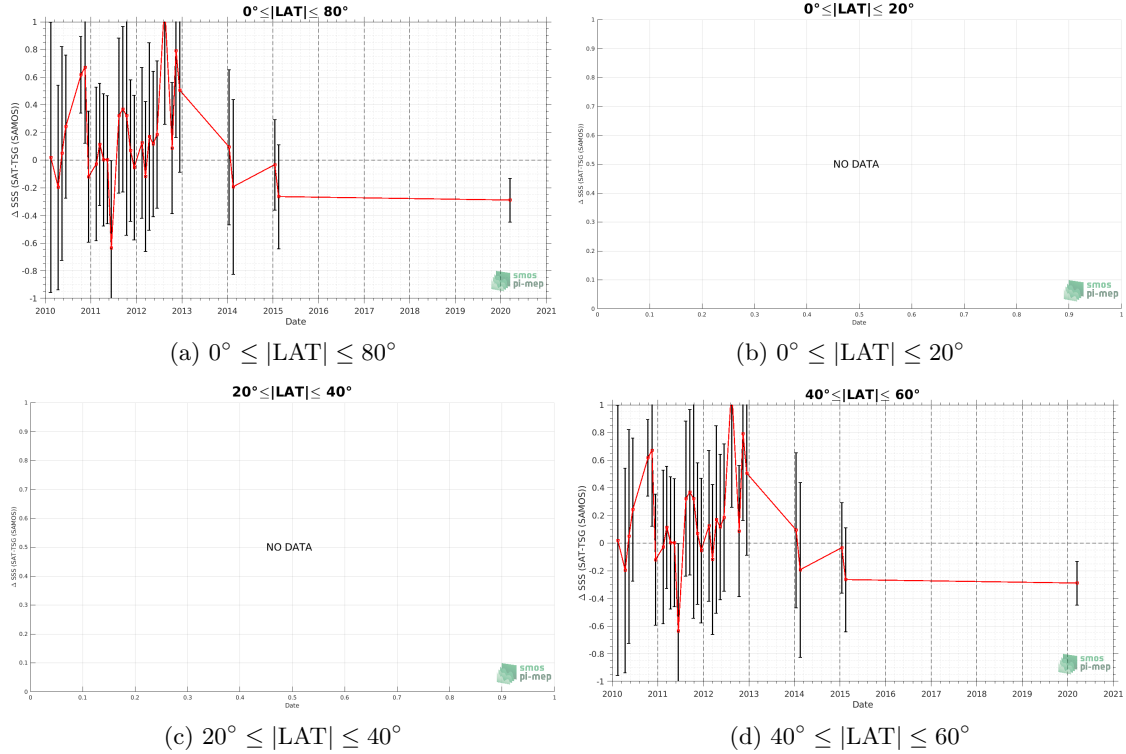 0°≤|LAT|≤ 80°
1
0.8
0.6
0.4
0.2
0
-0.2
-0.4
-0.6
-0.8
-1
Δ SSS (SAT-TSG (SAMOS))
2010 2011 2012 2013 2014 2015 2016 2017 2018 2019 2020 2021
Date
smos
pi-mep
(a) 0° ≤ |LAT| ≤ 80°
0°≤|LAT|≤ 20°
1
0.9
0.8
0.7
0.6
0.5
0.4
0.3
0.2
0.1
0
Δ SSS (SAT-TSG (SAMOS))
NO DATA
0 0.1 0.2 0.3 0.4 0.5 0.6 0.7 0.8 0.9 1
Date
smos
pi-mep
(b) 0° ≤ |LAT| ≤ 20°
20°≤|LAT|≤ 40°
1
0.9
0.8
0.7
0.6
0.5
0.4
0.3
0.2
0.1
0
Δ SSS (SAT-TSG (SAMOS))
NO DATA
0 0.1 0.2 0.3 0.4 0.5 0.6 0.7 0.8 0.9 1
Date
smos
pi-mep
(c) 20° ≤ |LAT| ≤ 40°
40°≤|LAT|≤ 60°
1
0.8
0.6
0.4
0.2
0
-0.2
-0.4
-0.6
-0.8
-1
Δ SSS (SAT-TSG (SAMOS))
2010 2011 2012 2013 2014 2015 2016 2017 2018 2019 2020 2021
Date
smos
pi-mep
(d) 40° ≤ |LAT| ≤ 60°